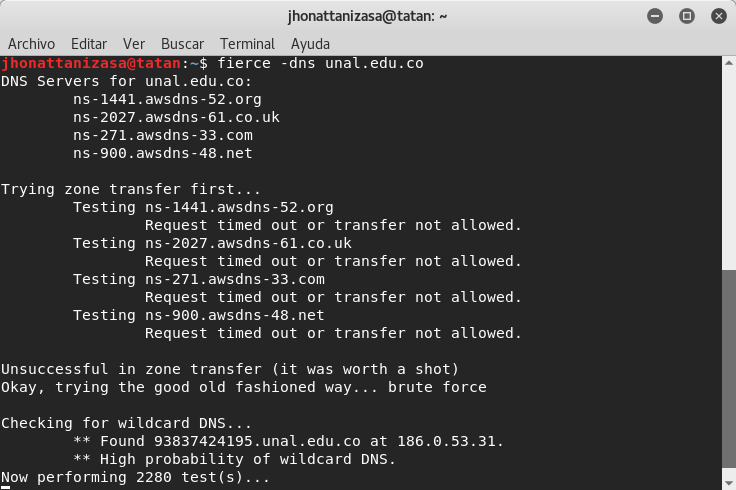 jhonattanizasa@tatan: ~
Archivo Editar Ver Buscar Terminal Ayuda
jhonattanizasa@tatan:~$ fierce -dns unal.edu.co
DNS Servers for unal.edu.co:
ns-1441.awsdns-52.org
ns-2027.awsdns-61.co.uk
ns-271.awsdns-33.com
ns-900.awsdns-48.net
Trying zone transfer first...
Testing ns-1441.awsdns-52.org
Request timed out or transfer not allowed.
Testing ns-2027.awsdns-61.co.uk
Request timed out or transfer not allowed.
Testing ns-271.awsdns-33.com
Request timed out or transfer not allowed.
Testing ns-900.awsdns-48.net
Request timed out or transfer not allowed.
Unsuccessful in zone transfer (it was worth a shot)
Okay, trying the good old fashioned way... brute force
Checking for wildcard DNS...
** Found 93837424195.unal.edu.co at 186.0.53.31.
** High probability of wildcard DNS.
Now performing 2280 test(s)...